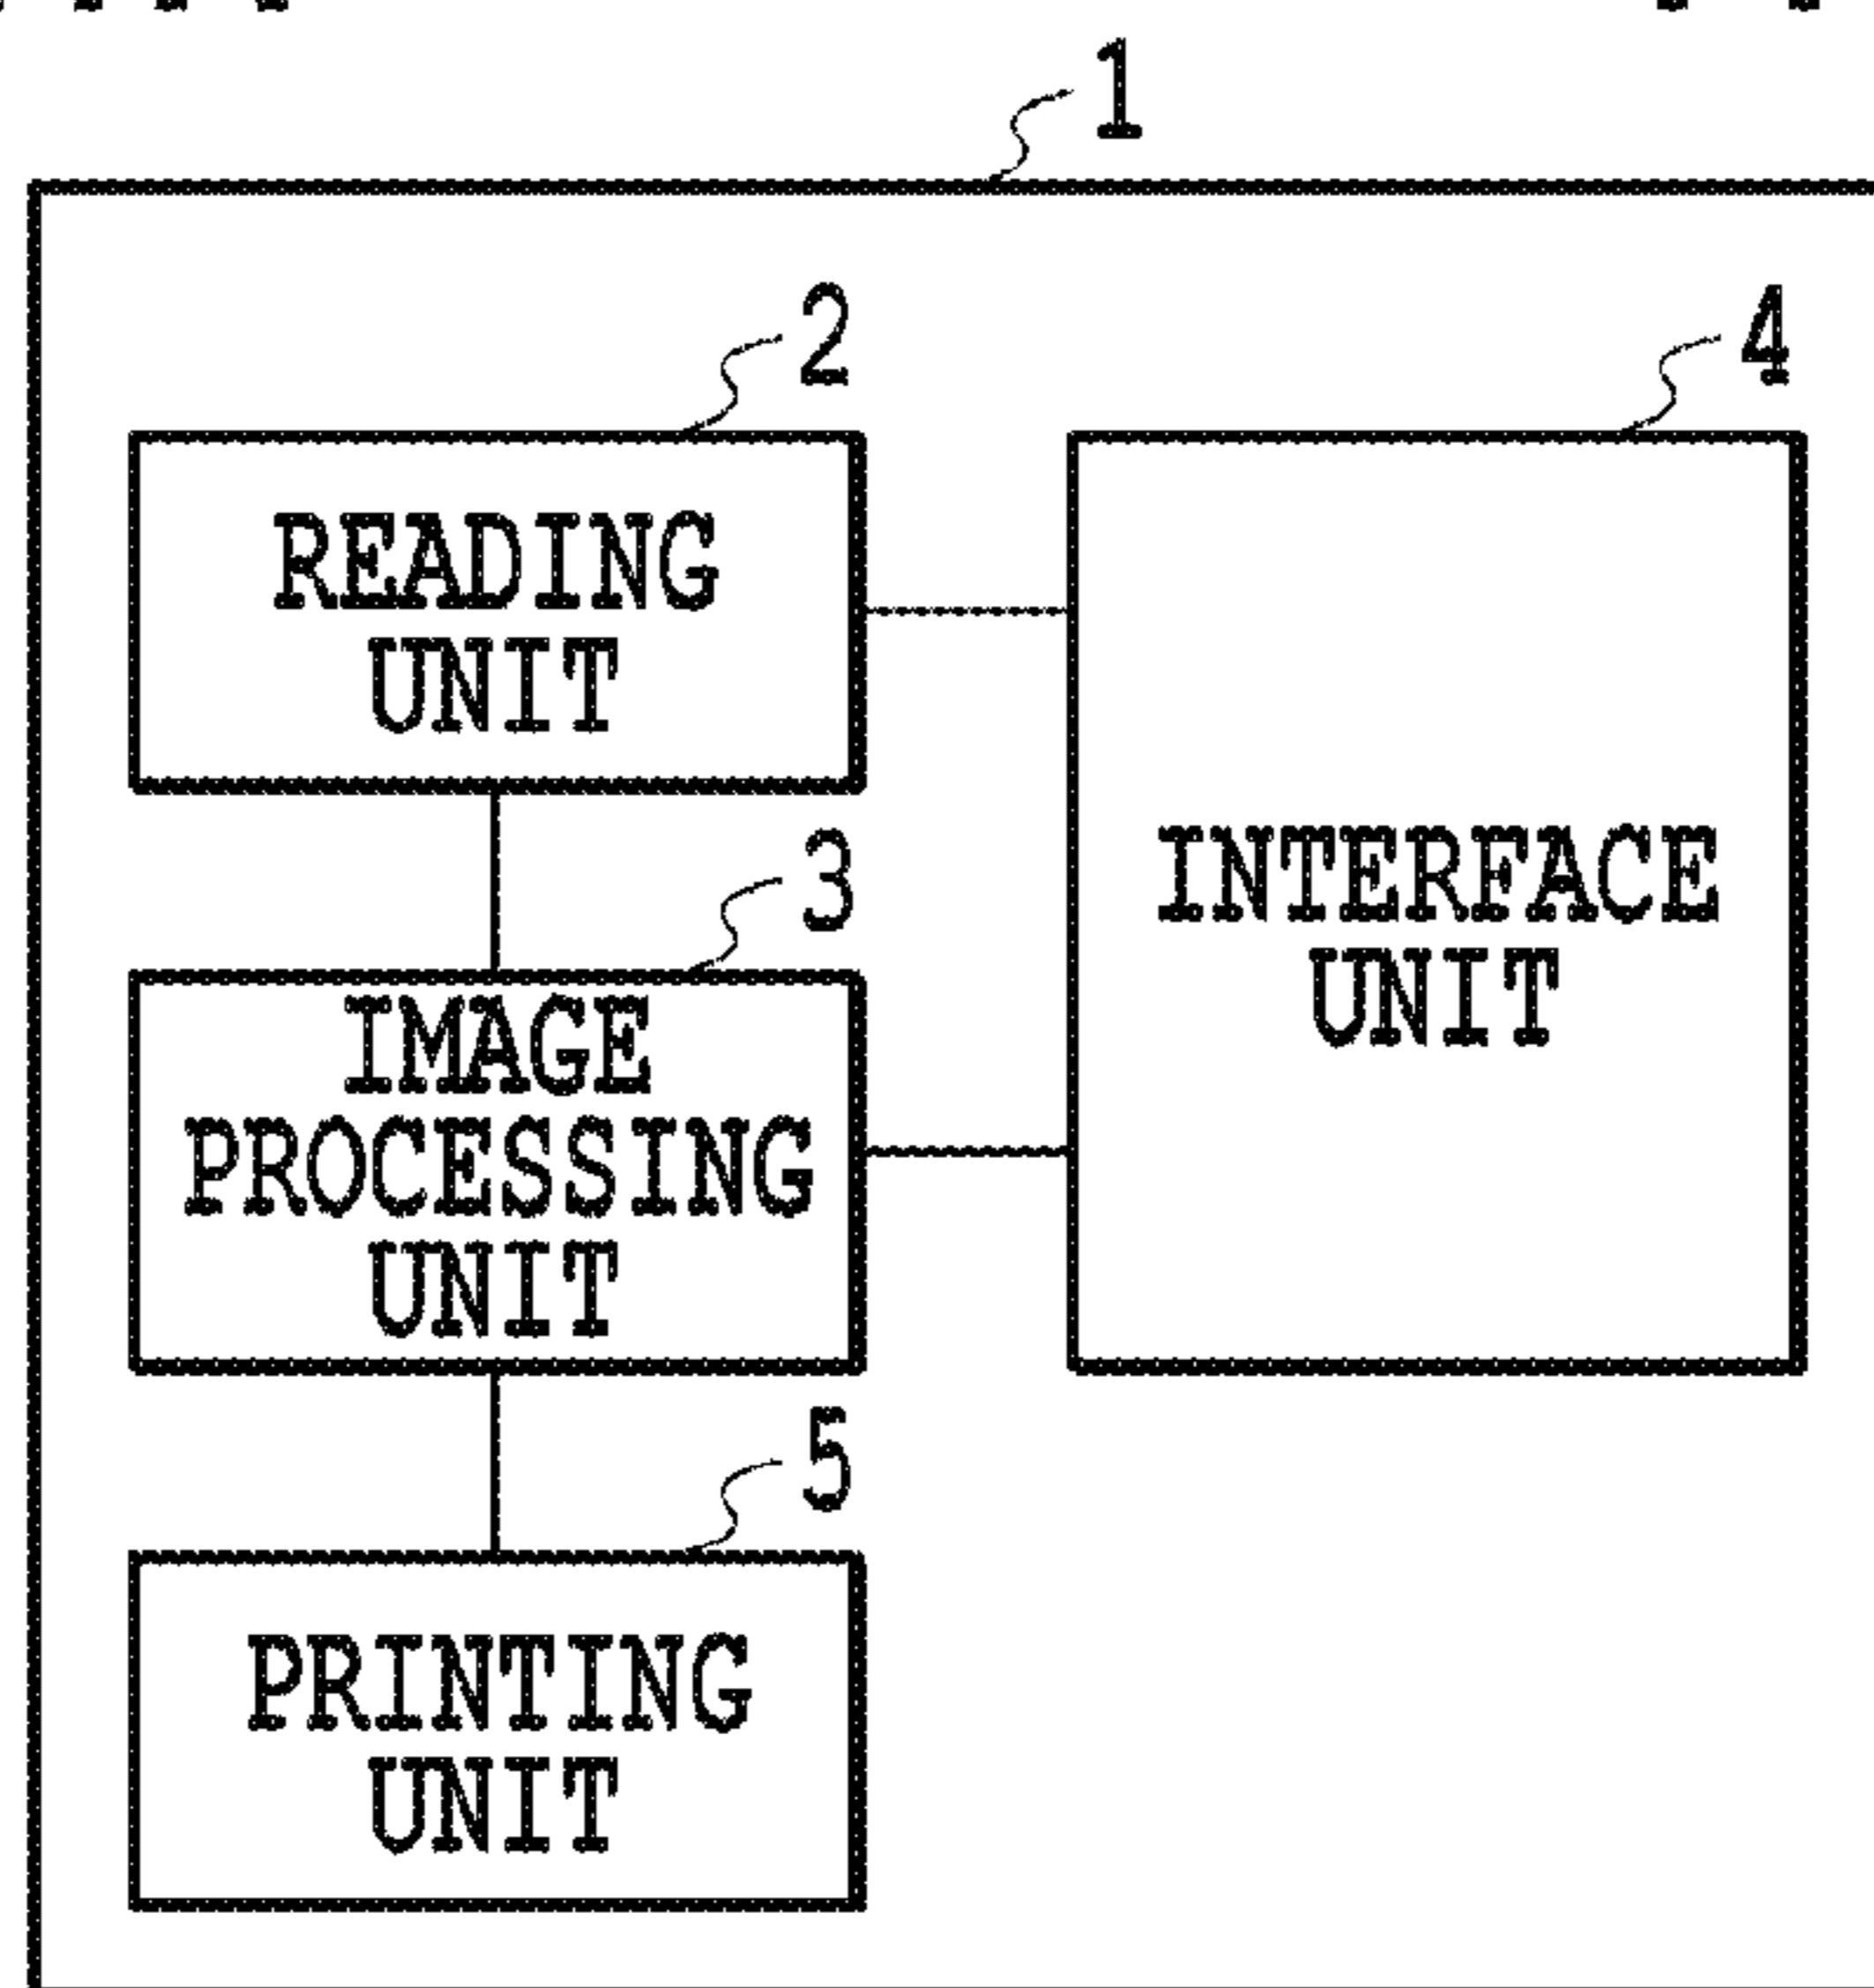 1
2
4
READING
UNIT
3
INTERFACE
UNIT
IMAGE
PROCESSING
UNIT
5
PRINTING
UNIT